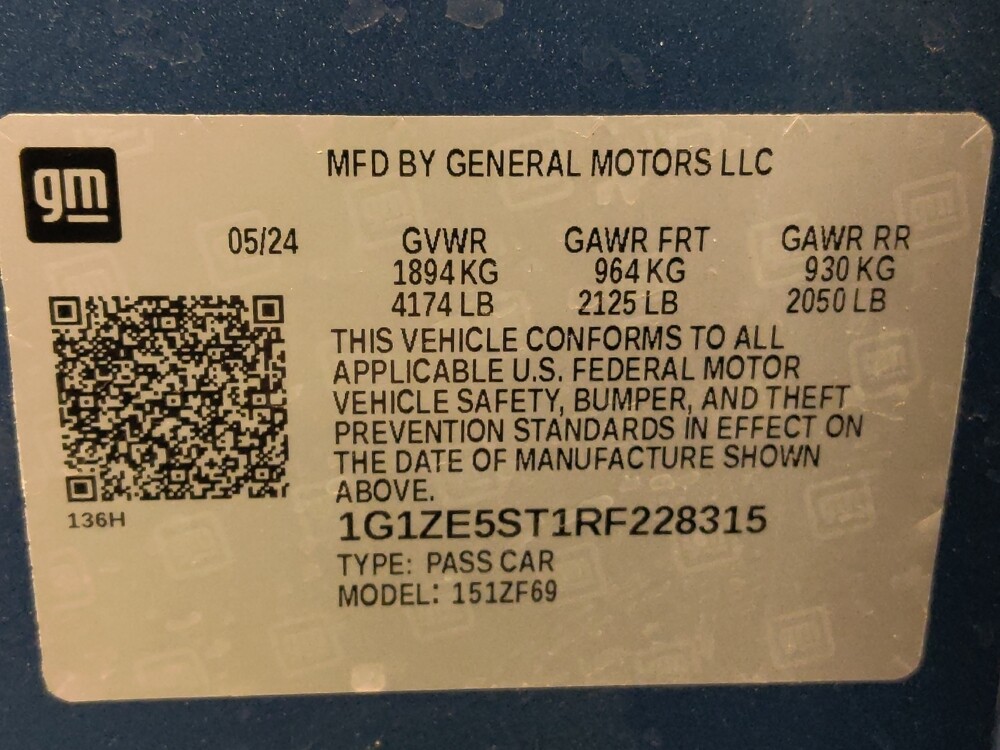 gm
MFD BY GENERAL MOTORS LLC
05/24 GVWR GAWR FRT GAWR RR
1894 KG 964 KG 930 KG
4174 LB 2125 LB 2050 LB
THIS VEHICLE CONFORMS TO ALL
APPLICABLE U.S. FEDERAL MOTOR
VEHICLE SAFETY, BUMPER, AND THEFT
PREVENTION STANDARDS IN EFFECT ON
THE DATE OF MANUFACTURE SHOWN
ABOVE.
136H
1G1ZE5ST1RF228315
TYPE: PASS CAR
MODEL: 151ZF69